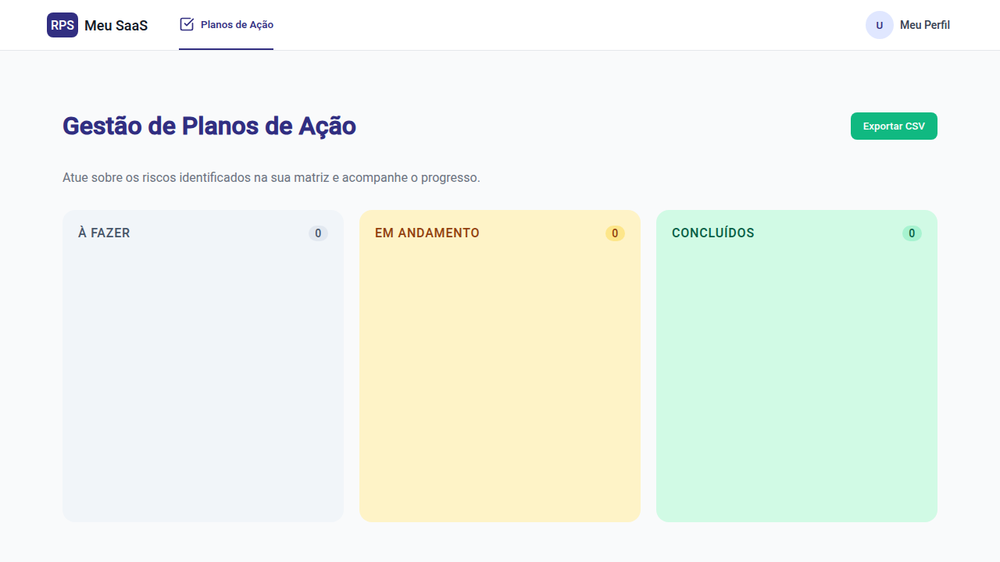 RPS Meu SaaS Planos de Ação U Meu Perfil
Gestão de Planos de Ação Exportar CSV
Atue sobre os riscos identificados na sua matriz e acompanhe o progresso.
À FAZER 0 EM ANDAMENTO 0 CONCLUÍDOS 0